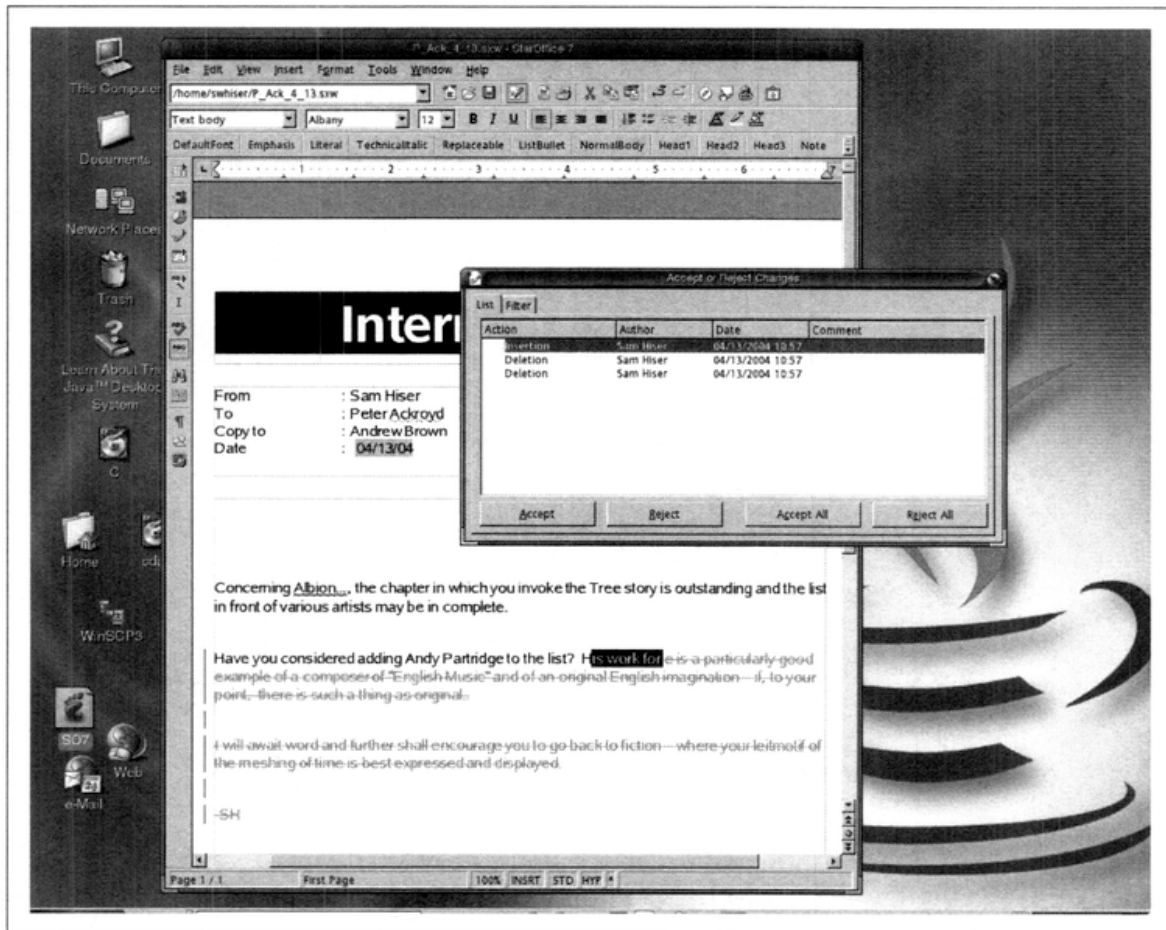 P_Ack_4_13.sxw - StarOffice 7
This Computer
File Edit View Insert Format Tools Window Help
/home/swhiser/P_Ack_4_13.sxw
Text body Albany 12 B I U
Documents
DefaultFont Emphasis Literal TechnicalItalic Replaceable ListBullet NormalBody Head1 Head2 Head3 Note
1 2 3 4 5 6 7
Network Places
Trash
Learn About The
Java™ Desktop
System
C
Home
WinSCP3
SO7
Web
e-Mail
Inter
From : Sam Hiser
To : Peter Ackroyd
Copy to : Andrew Brown
Date : 04/13/04
Accept or Reject Changes
List Filter
Action Author Date Comment
Insertion Sam Hiser 04/13/2004 10:57
Deletion Sam Hiser 04/13/2004 10:57
Deletion Sam Hiser 04/13/2004 10:57
Accept Reject Accept All Reject All
Concerning Albion..., the chapter in which you invoke the Tree story is outstanding and the list
in front of various artists may be in complete.
Have you considered adding Andy Partridge to the list? His work for e is a particularly good
example of a composer of "English Music" and of an original English imagination -- if, to your
point, there is such a thing as original..
I will await word and further shall encourage you to go back to fiction -- where your leitmotif of
the meshing of time is best expressed and displayed.
-SH
Page 1 / 1 First Page 100% INSRT STD HYP *